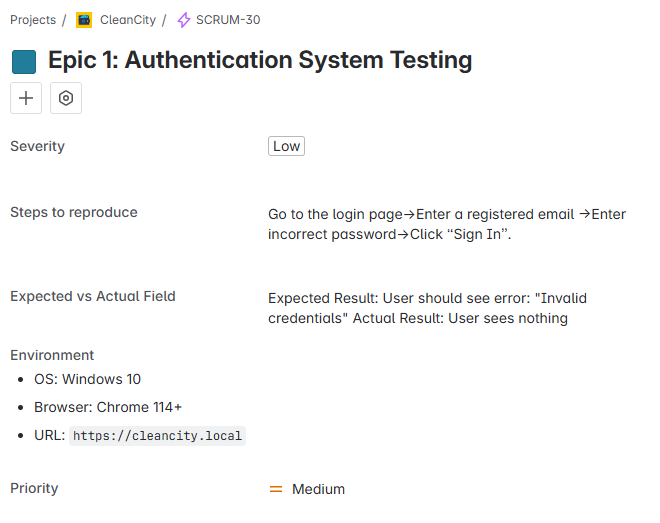 Projects / CleanCity / SCRUM-30
Epic 1: Authentication System Testing
Severity Low
Steps to reproduce Go to the login page→Enter a registered email →Enter
incorrect password→Click “Sign In”.
Expected vs Actual Field Expected Result: User should see error: "Invalid
credentials" Actual Result: User sees nothing
Environment
• OS: Windows 10
• Browser: Chrome 114+
• URL: https://cleancity.local
Priority Medium